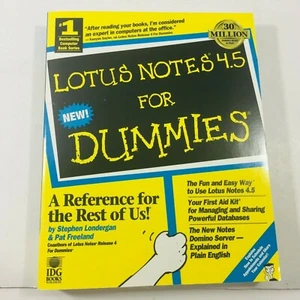 #1
Bestselling
Computer
Book Series
"After reading your books, I'm considered
an expert in computers at the office."
30
MILLION
LOTUS NOTES 4.5
FOR
DUMMIES
NEW!
A Reference for
the Rest of Us!
by Stephen Londergan
& Pat Freeland
Coauthors of Lotus Notes Release 4
For Dummies
The Fun and Easy Way
to Use Lotus Notes 4.5
Your First Aid Kit
for Managing and Sharing
Powerful Databases
The New Notes
Domino Server —
Explained in
Plain English
IDG
BOOKS